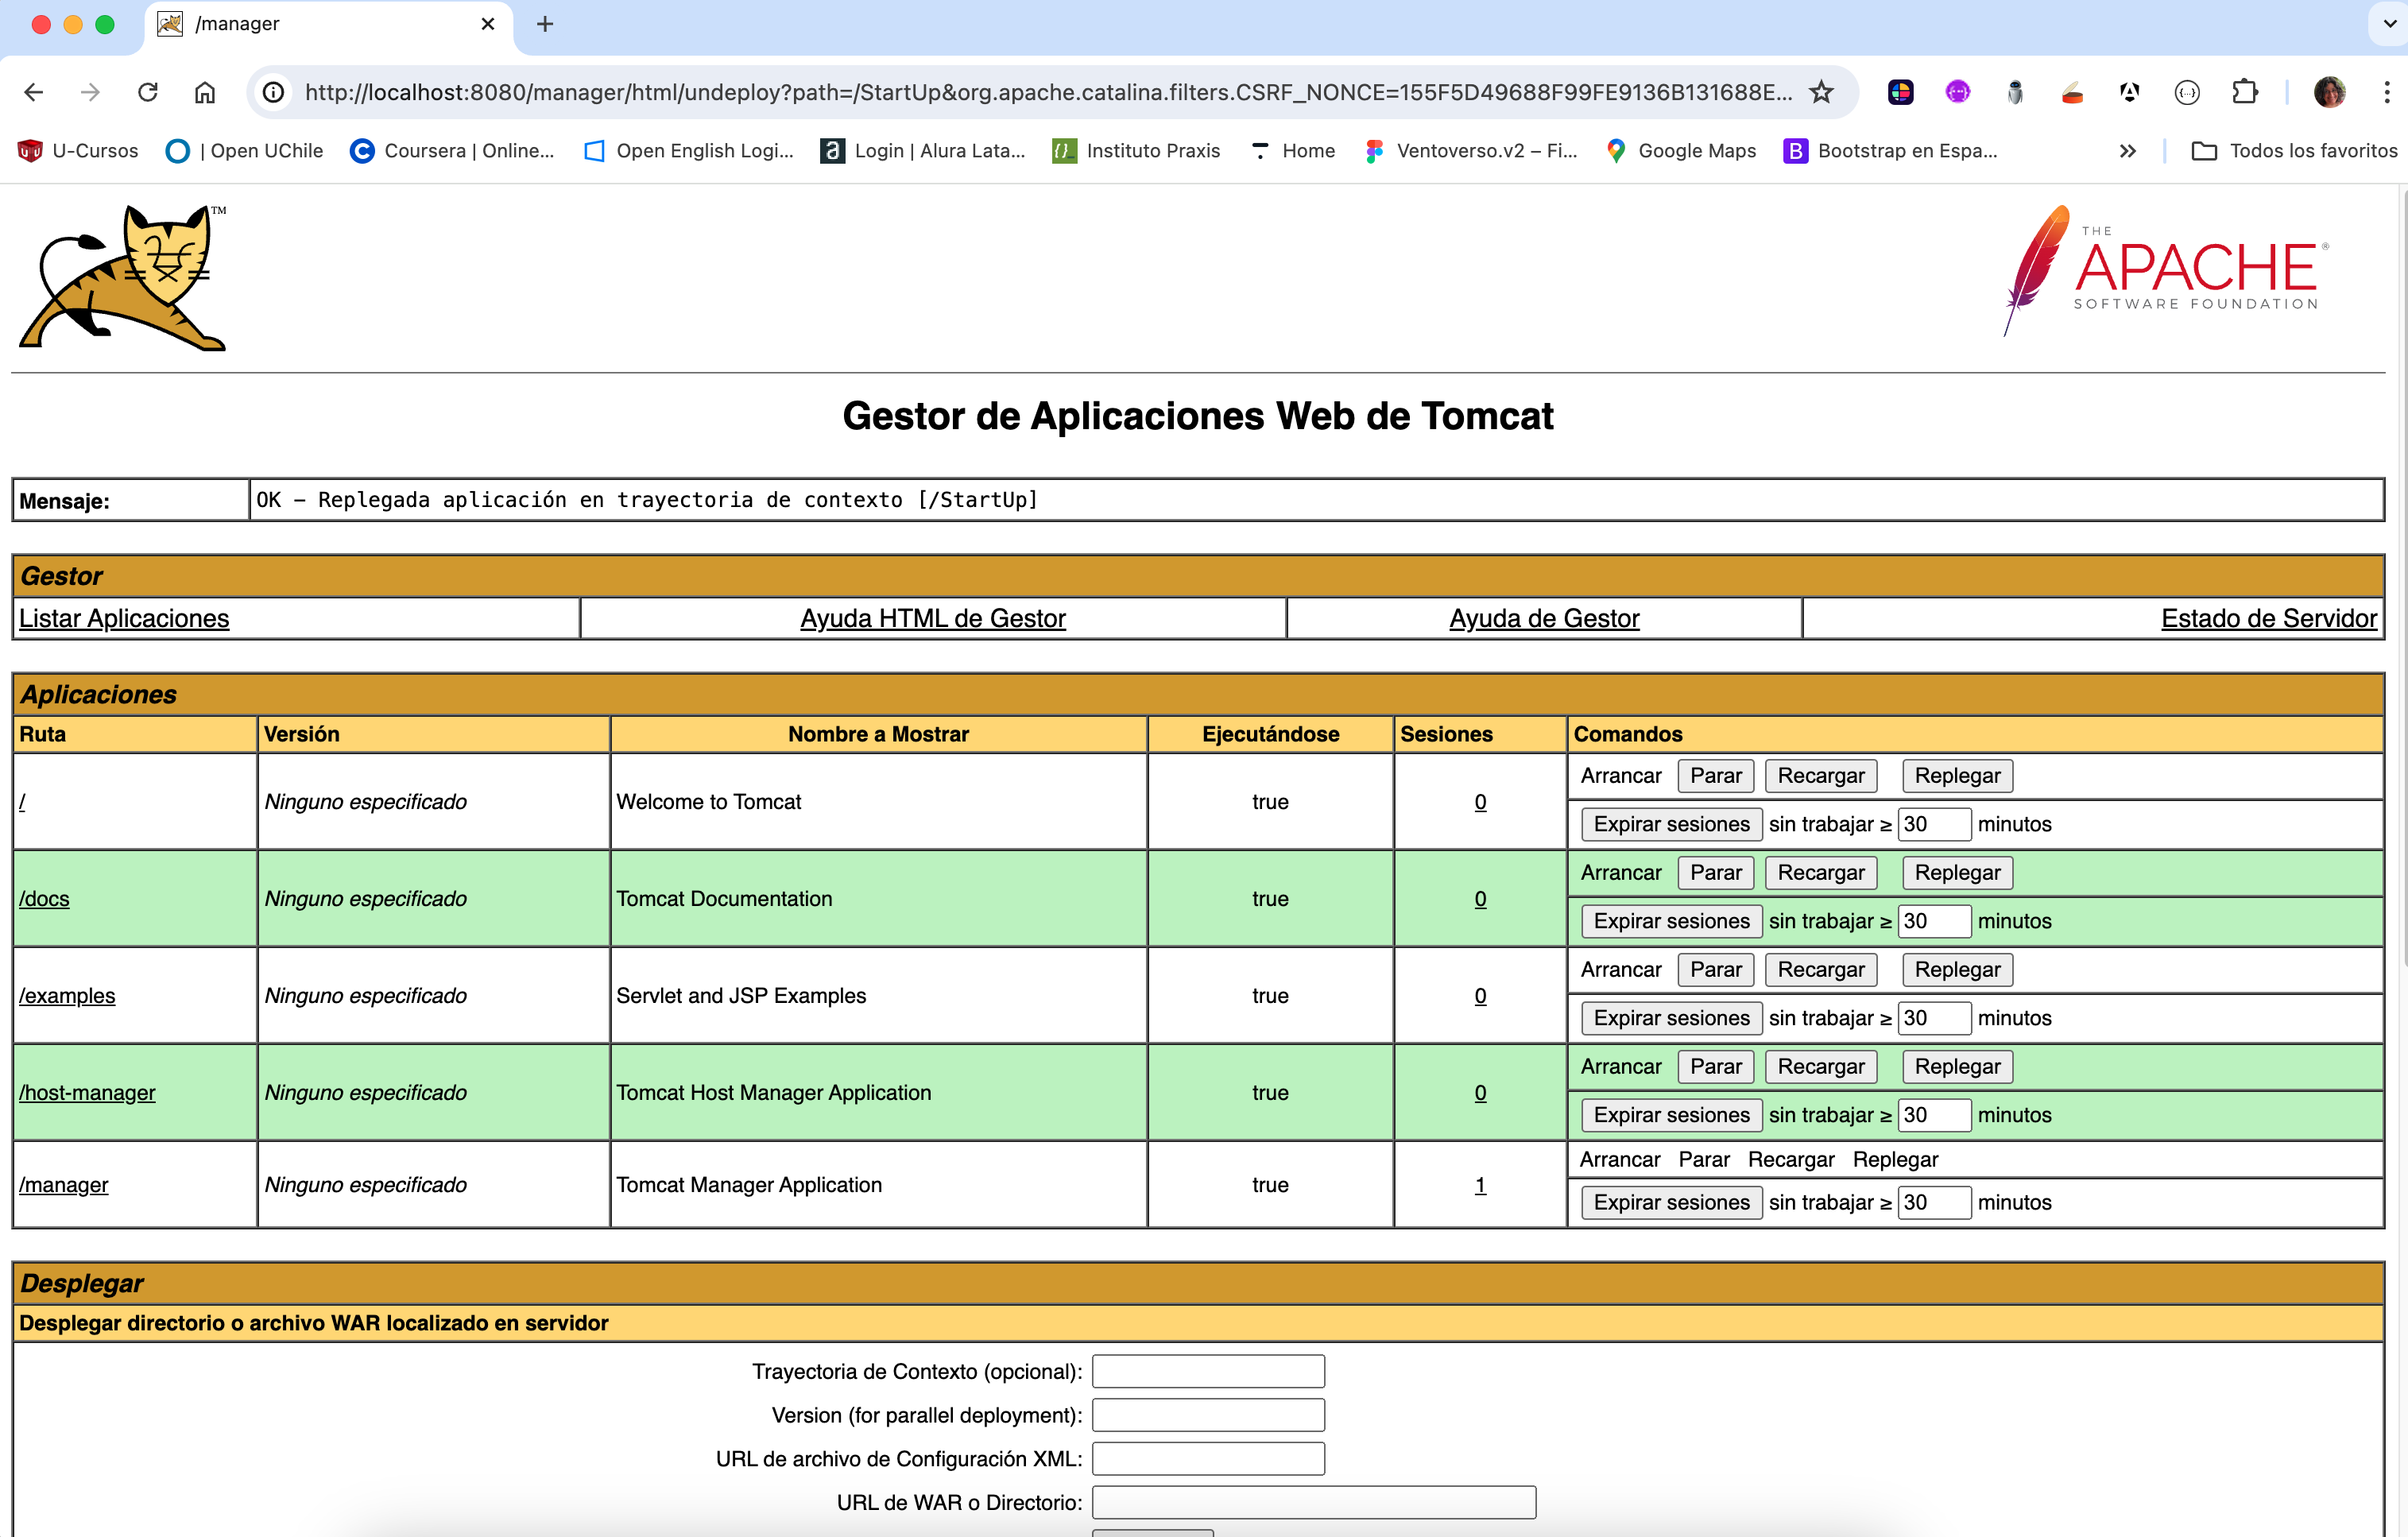 /manager
http://localhost:8080/manager/html/undeploy?path=/StartUp&org.apache.catalina.filters.CSRF_NONCE=155F5D49688F99FE9136B131688E...
U-Cursos | Open UChile Coursera | Online... Open English Logi... Login | Alura Lata... Instituto Praxis Home Ventoverso.v2 – Fi... Google Maps Bootstrap en Espa... » Todos los favoritos
TM
THE
APACHE®
SOFTWARE FOUNDATION
Gestor de Aplicaciones Web de Tomcat
Mensaje: OK – Replegada aplicación en trayectoria de contexto [/StartUp]
Gestor
Listar Aplicaciones Ayuda HTML de Gestor Ayuda de Gestor Estado de Servidor
Aplicaciones
Ruta Versión Nombre a Mostrar Ejecutándose Sesiones Comandos
/ Ninguno especificado Welcome to Tomcat true 0 Arrancar Parar Recargar Replegar
Expirar sesiones sin trabajar ≥ 30 minutos
/docs Ninguno especificado Tomcat Documentation true 0 Arrancar Parar Recargar Replegar
Expirar sesiones sin trabajar ≥ 30 minutos
/examples Ninguno especificado Servlet and JSP Examples true 0 Arrancar Parar Recargar Replegar
Expirar sesiones sin trabajar ≥ 30 minutos
/host-manager Ninguno especificado Tomcat Host Manager Application true 0 Arrancar Parar Recargar Replegar
Expirar sesiones sin trabajar ≥ 30 minutos
/manager Ninguno especificado Tomcat Manager Application true 1 Arrancar Parar Recargar Replegar
Expirar sesiones sin trabajar ≥ 30 minutos
Desplegar
Desplegar directorio o archivo WAR localizado en servidor
Trayectoria de Contexto (opcional):
Version (for parallel deployment):
URL de archivo de Configuración XML:
URL de WAR o Directorio: